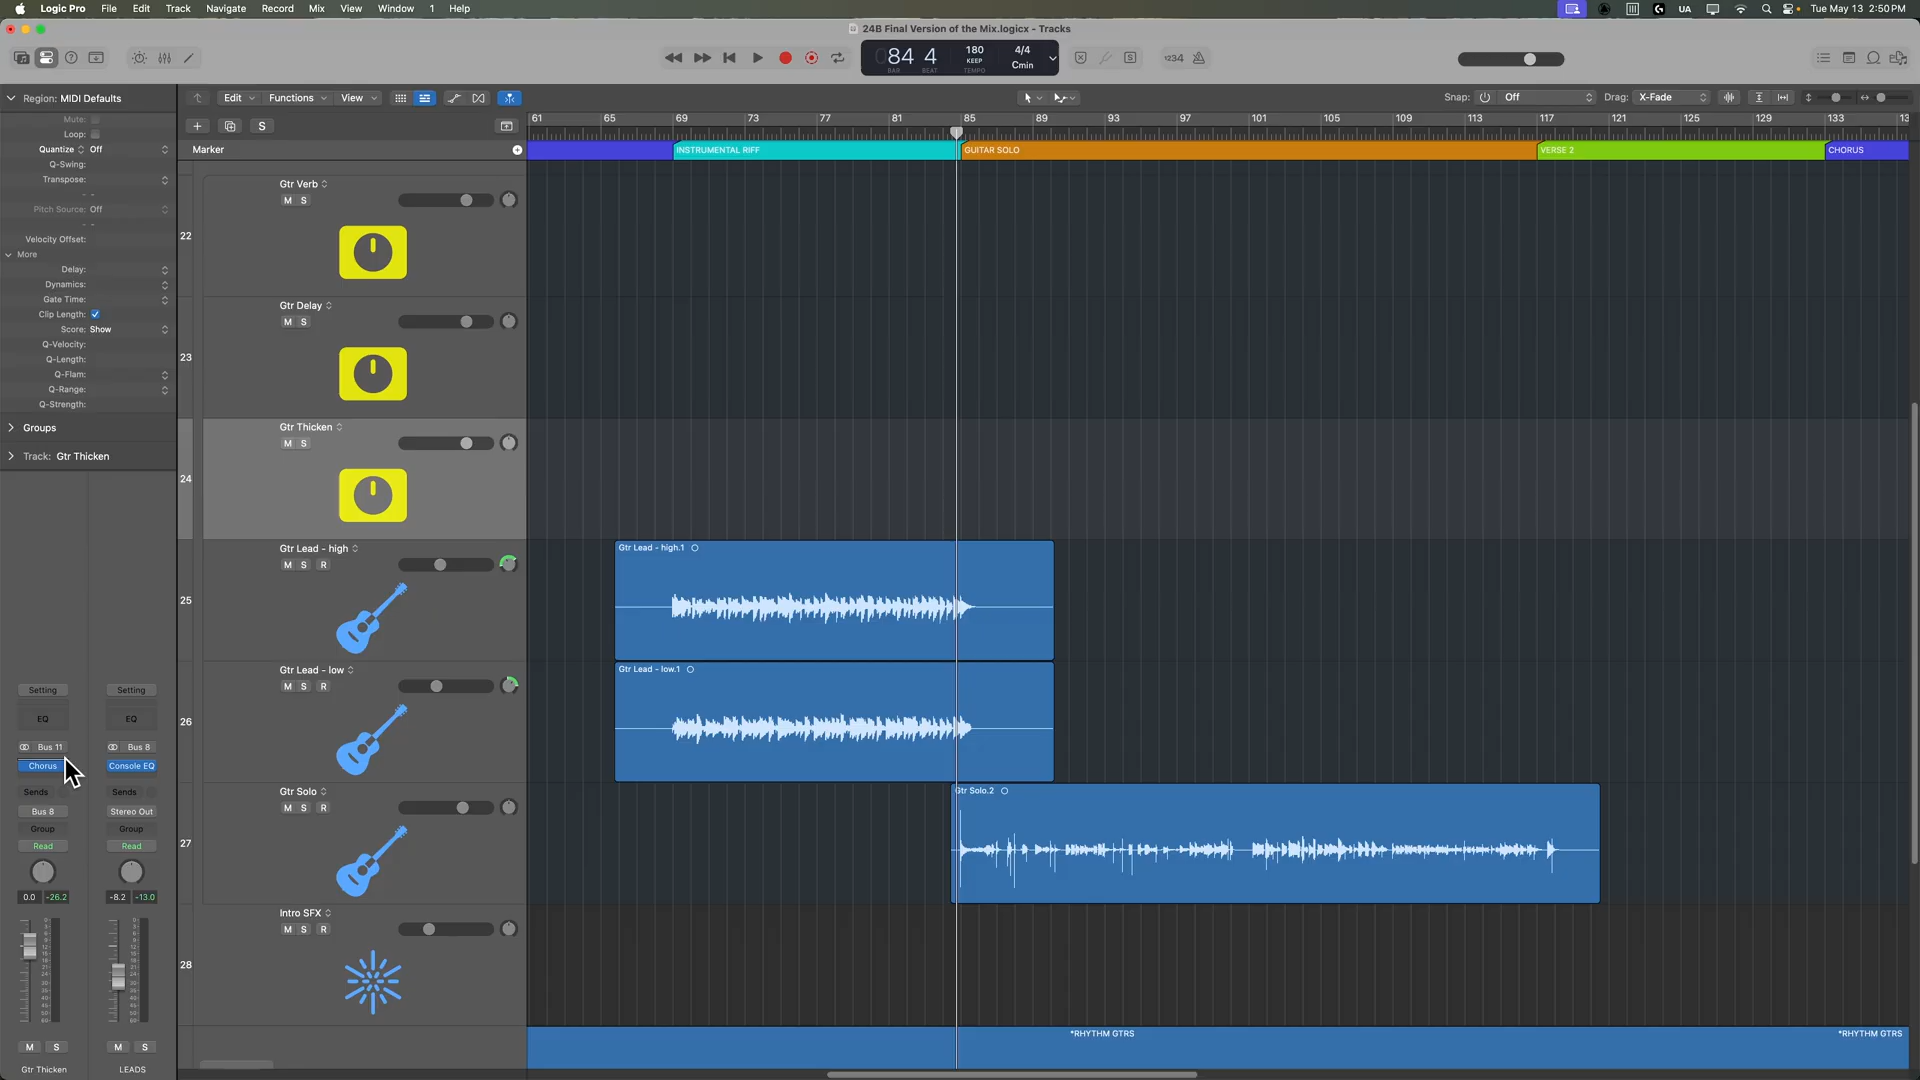 Logic Pro File Edit Track Navigate Record Mix View Window 1 Help
UA Tue May 13 2:50 PM
24B Final Version of the Mix.logicx - Tracks
84 4 180 4/4
BAR BEAT KEEP TEMPO Cmin
1234
Region: MIDI Defaults
Edit Functions View
Snap: Off Drag: X-Fade
Mute:
Loop:
Quantize Off
Q-Swing:
Transpose:
Pitch Source: Off
Velocity Offset:
More
Delay:
Dynamics:
Gate Time:
Clip Length:
Score: Show
Q-Velocity:
Q-Length:
Q-Flam:
Q-Range:
Q-Strength:
Groups
Track: Gtr Thicken
S
61 65 69 73 77 81 85 89 93 97 101 105 109 113 117 121 125 129 133 13
Marker
INSTRUMENTAL RIFF GUITAR SOLO VERSE 2 CHORUS
Gtr Verb
M S
22
Gtr Delay
M S
23
Gtr Thicken
M S
24
Gtr Lead - high
M S R
25
Gtr Lead - high.1
Gtr Lead - low
M S R
26
Gtr Lead - low.1
Gtr Solo
M S R
27
Gtr Solo.2
Intro SFX
M S R
28
*RHYTHM GTRS *RHYTHM GTRS
Setting Setting
EQ EQ
Bus 11 Bus 8
Chorus Console EQ
Sends Sends
Bus 8 Stereo Out
Group Group
Read Read
0.0 -26.2 -8.2 -13.0
M S M S
Gtr Thicken LEADS